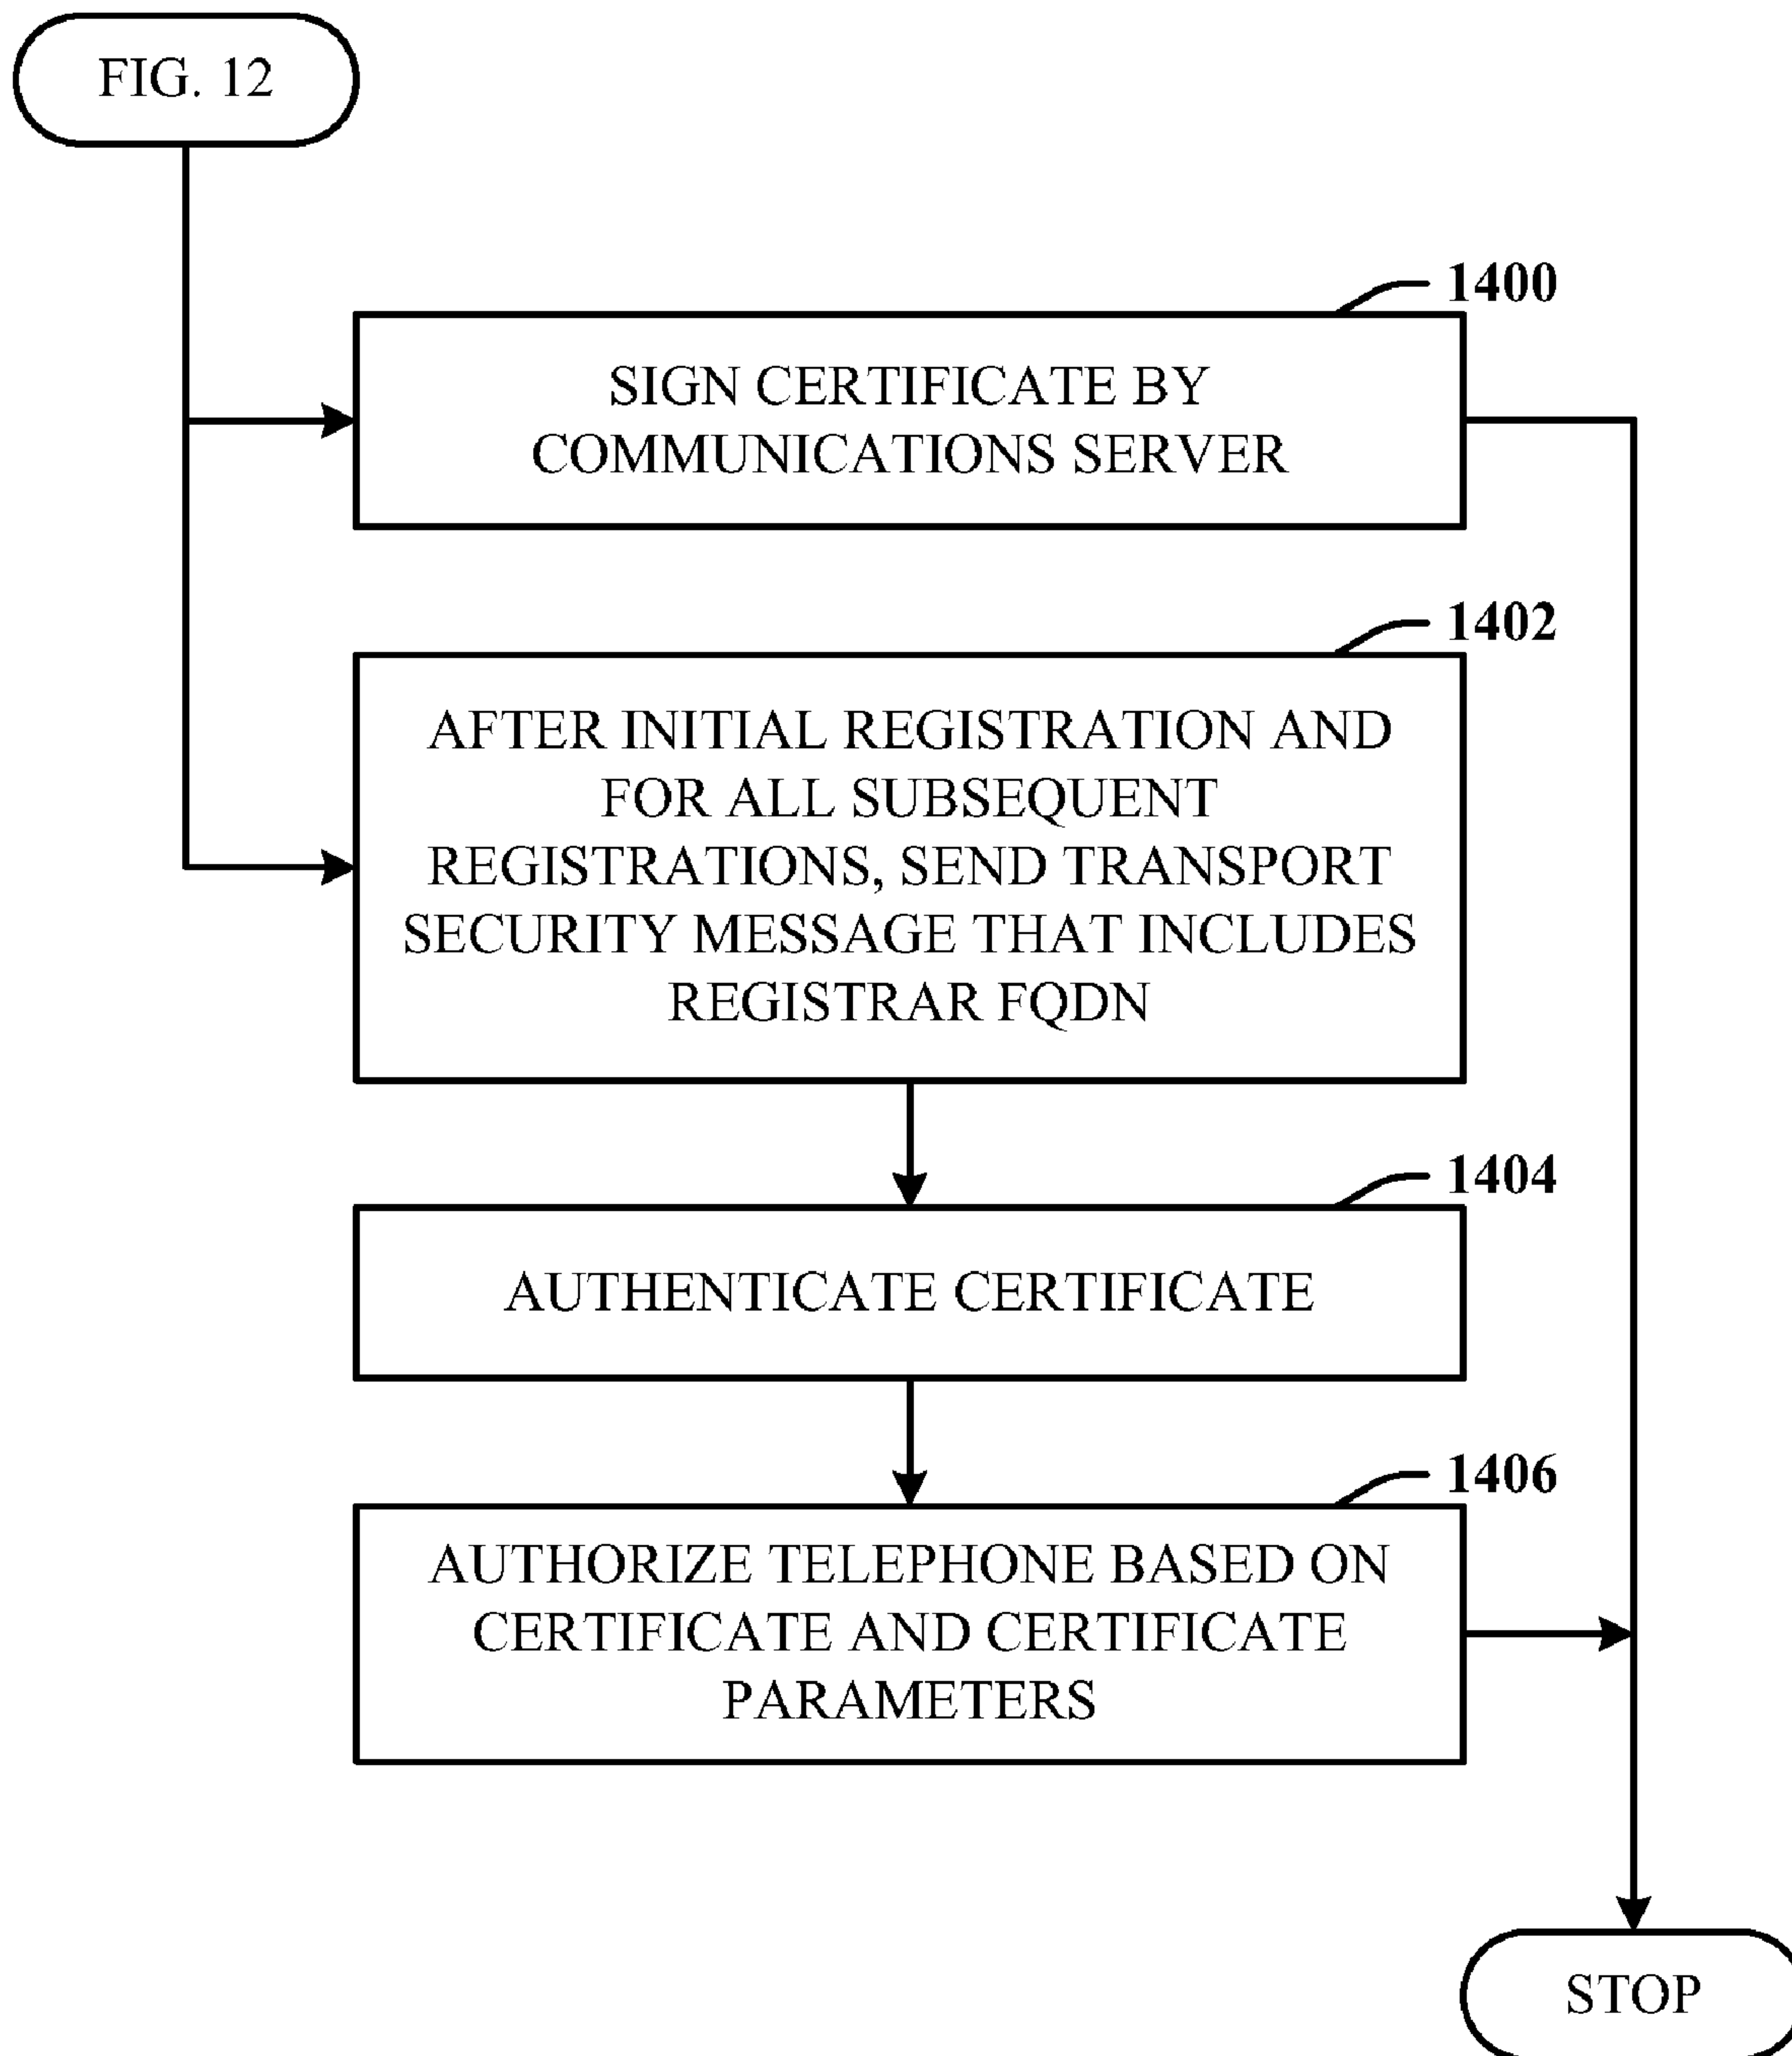 FIG. 12
1400
SIGN CERTIFICATE BY
COMMUNICATIONS SERVER
1402
AFTER INITIAL REGISTRATION AND
FOR ALL SUBSEQUENT
REGISTRATIONS, SEND TRANSPORT
SECURITY MESSAGE THAT INCLUDES
REGISTRAR FQDN
1404
AUTHENTICATE CERTIFICATE
1406
AUTHORIZE TELEPHONE BASED ON
CERTIFICATE AND CERTIFICATE
PARAMETERS
STOP